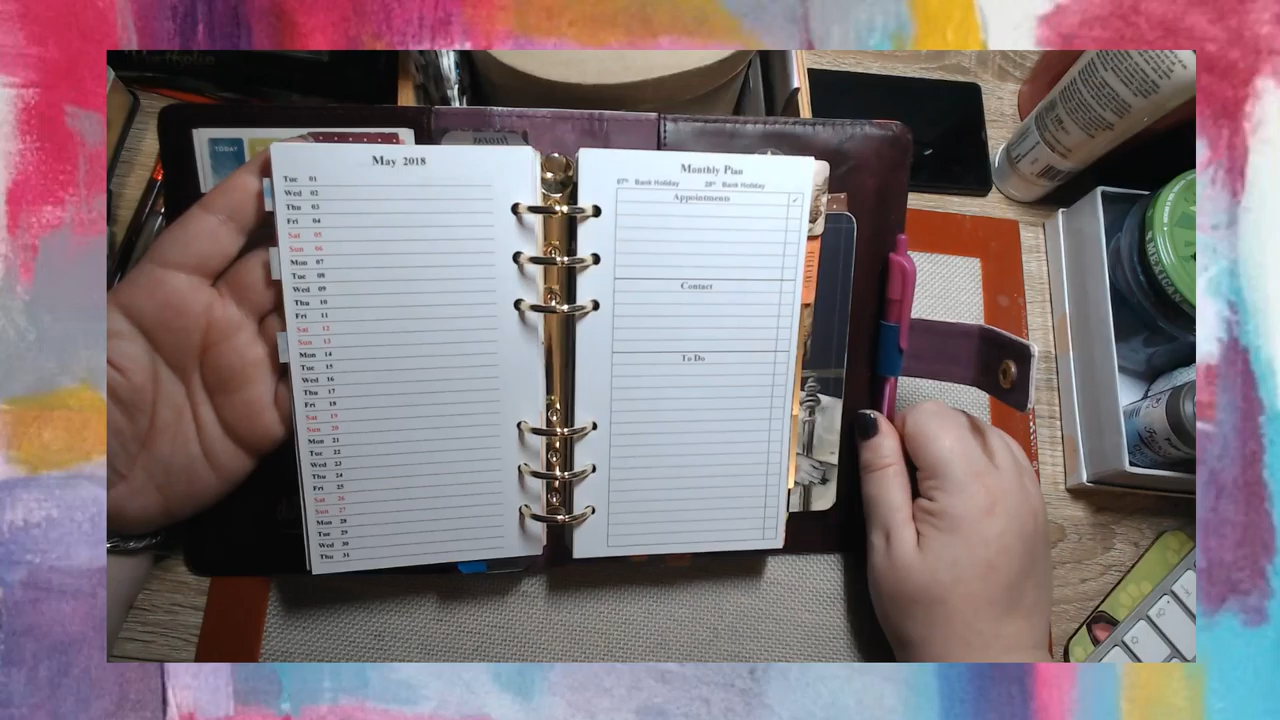 Portfolio
TODAY
May 2018
Tue 01
Wed 02
Thu 03
Fri 04
Sat 05
Sun 06
Mon 07
Tue 08
Wed 09
Thu 10
Fri 11
Sat 12
Sun 13
Mon 14
Tue 15
Wed 16
Thu 17
Fri 18
Sat 19
Sun 20
Mon 21
Tue 22
Wed 23
Thu 24
Fri 25
Sat 26
Sun 27
Mon 28
Tue 29
Wed 30
Thu 31
Monthly Plan
07th Bank Holiday 28th Bank Holiday
Appointments ✓
Contact
To Do
MEXICAN